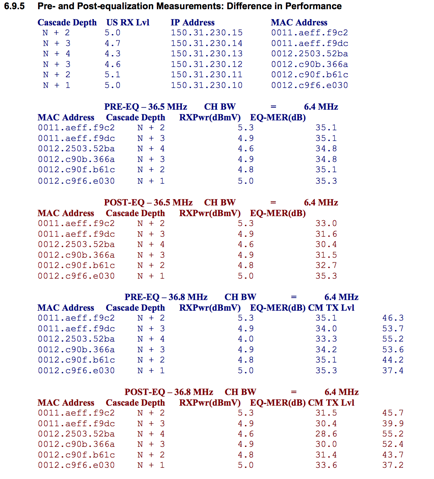 6.9.5 Pre- and Post-equalization Measurements: Difference in Performance
Cascade Depth US RX Lvl IP Address MAC Address
N + 2 5.0 150.31.230.15 0011.aeff.f9c2
N + 3 4.7 150.31.230.14 0011.aeff.f9dc
N + 4 4.3 150.31.230.13 0012.2503.52ba
N + 3 4.6 150.31.230.12 0012.c90b.366a
N + 2 5.1 150.31.230.11 0012.c90f.b61c
N + 1 5.0 150.31.230.10 0012.c9f6.e030
PRE-EQ – 36.5 MHz CH BW = 6.4 MHz
MAC Address Cascade Depth RXPwr(dBmV) EQ-MER(dB)
0011.aeff.f9c2 N + 2 5.3 35.1
0011.aeff.f9dc N + 3 4.9 35.1
0012.2503.52ba N + 4 4.6 34.8
0012.c90b.366a N + 3 4.9 34.8
0012.c90f.b61c N + 2 4.8 35.1
0012.c9f6.e030 N + 1 5.0 35.3
POST-EQ – 36.5 MHz CH BW = 6.4 MHz
MAC Address Cascade Depth RXPwr(dBmV) EQ-MER(dB)
0011.aeff.f9c2 N + 2 5.3 33.0
0011.aeff.f9dc N + 3 4.9 31.6
0012.2503.52ba N + 4 4.6 30.4
0012.c90b.366a N + 3 4.9 31.5
0012.c90f.b61c N + 2 4.8 32.7
0012.c9f6.e030 N + 1 5.0 35.3
PRE-EQ – 36.8 MHz CH BW = 6.4 MHz
MAC Address Cascade Depth RXPwr(dBmV) EQ-MER(dB) CM TX Lvl
0011.aeff.f9c2 N + 2 5.3 35.1 46.3
0011.aeff.f9dc N + 3 4.9 34.0 53.7
0012.2503.52ba N + 4 4.0 33.3 55.2
0012.c90b.366a N + 3 4.9 34.2 53.6
0012.c90f.b61c N + 2 4.8 35.1 44.2
0012.c9f6.e030 N + 1 5.0 35.3 37.4
POST-EQ – 36.8 MHz CH BW = 6.4 MHz
MAC Address Cascade Depth RXPwr(dBmV) EQ-MER(dB) CM TX Lvl
0011.aeff.f9c2 N + 2 5.3 31.5 45.7
0011.aeff.f9dc N + 3 4.9 30.4 39.9
0012.2503.52ba N + 4 4.6 28.6 55.2
0012.c90b.366a N + 3 4.9 30.0 52.4
0012.c90f.b61c N + 2 4.8 31.4 43.7
0012.c9f6.e030 N + 1 5.0 33.6 37.2